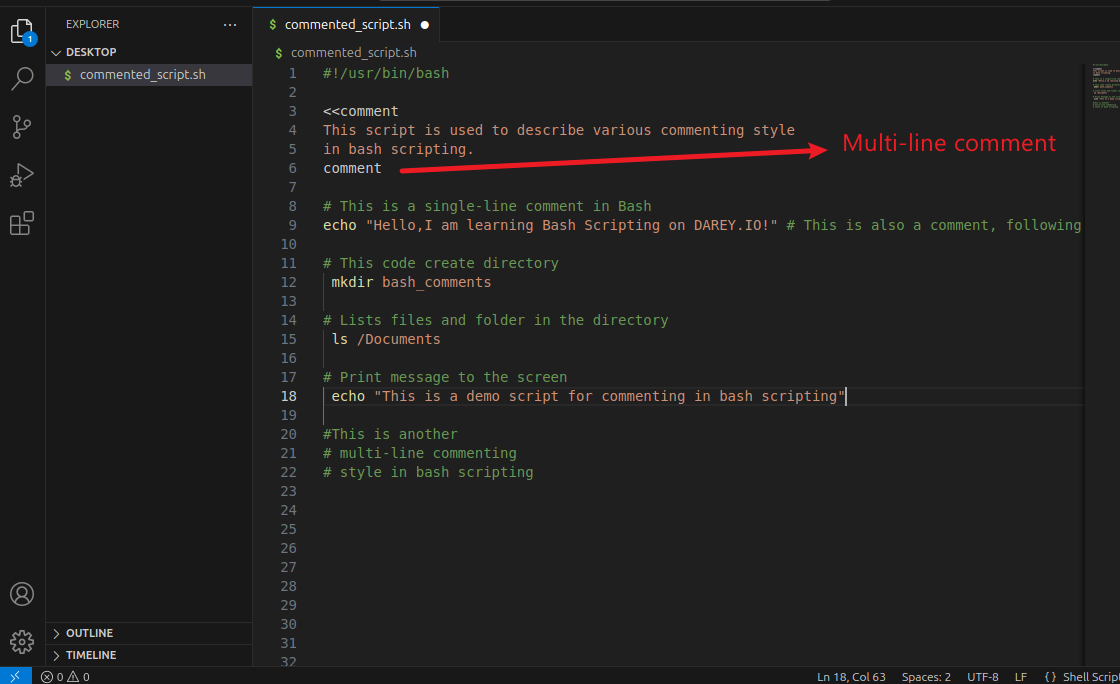 EXPLORER
DESKTOP
$ commented_script.sh
OUTLINE
TIMELINE
1
$ commented_script.sh ●
$ commented_script.sh
1 #!/usr/bin/bash
2
3 <<comment
4 This script is used to describe various commenting style
5 in bash scripting.
6 comment
Multi-line comment
7
8 # This is a single-line comment in Bash
9 echo "Hello,I am learning Bash Scripting on DAREY.IO!" # This is also a comment, following
10
11 # This code create directory
12 mkdir bash_comments
13
14 # Lists files and folder in the directory
15 ls /Documents
16
17 # Print message to the screen
18 echo "This is a demo script for commenting in bash scripting"
19
20 #This is another
21 # multi-line commenting
22 # style in bash scripting
23
24
25
26
27
28
29
30
31
32
0 0
Ln 18, Col 63 Spaces: 2 UTF-8 LF {} Shell Scrip